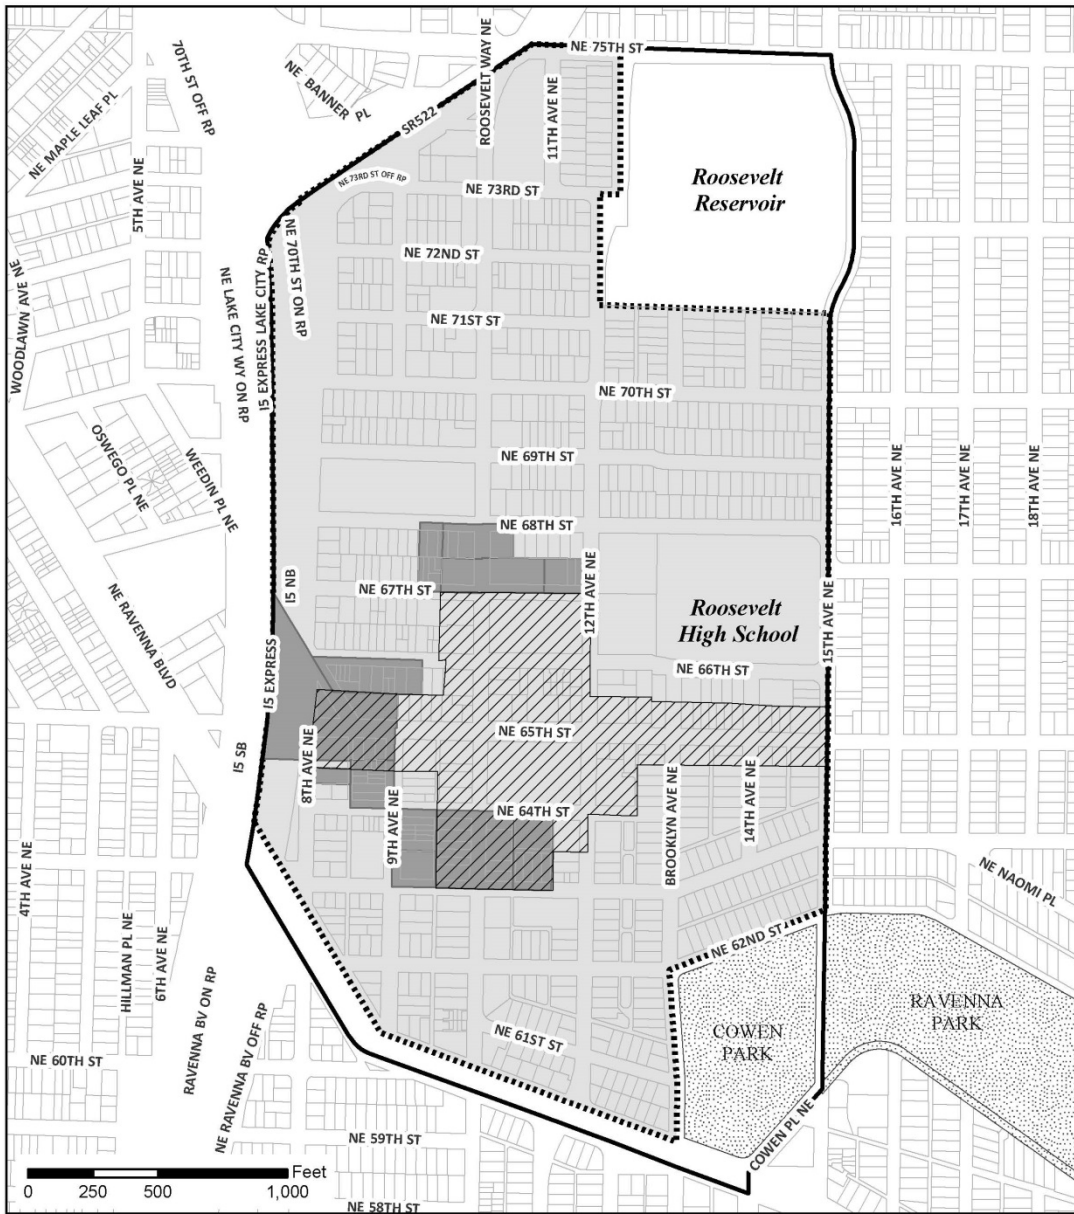 NE 75TH ST
70TH ST OFF RP
ROOSEVELT WAY NE
NE BANNER PL
NE MAPLE LEAF PL
SR522
11TH AVE NE
5TH AVE NE
NE 73RD ST OFF RP
NE 73RD ST
Roosevelt
Reservoir
NE 70TH ST ON RP
NE 72ND ST
WOODLAWN AVE NE
NE LAKE CITY WY ON RP
I5 EXPRESS LAKE CITY RP
NE 71ST ST
NE 70TH ST
OSWEGO PL NE
WEEDIN PL NE
NE 69TH ST
16TH AVE NE
17TH AVE NE
18TH AVE NE
NE 68TH ST
NE RAVENNA BLVD
I5 NB
NE 67TH ST
12TH AVE NE
Roosevelt
High School
15TH AVE NE
I5 EXPRESS
NE 66TH ST
I5 SB
8TH AVE NE
NE 65TH ST
9TH AVE NE
NE 64TH ST
BROOKLYN AVE NE
14TH AVE NE
4TH AVE NE
HILLMAN PL NE
6TH AVE NE
NE NAOMI PL
NE 62ND ST
RAVENNA BV ON RP
NE RAVENNA BV OFF RP
NE 61ST ST
COWEN
PARK
RAVENNA
PARK
NE 60TH ST
NE 59TH ST
COWEN PL NE
Feet
0 250 500 1,000
NE 58TH ST